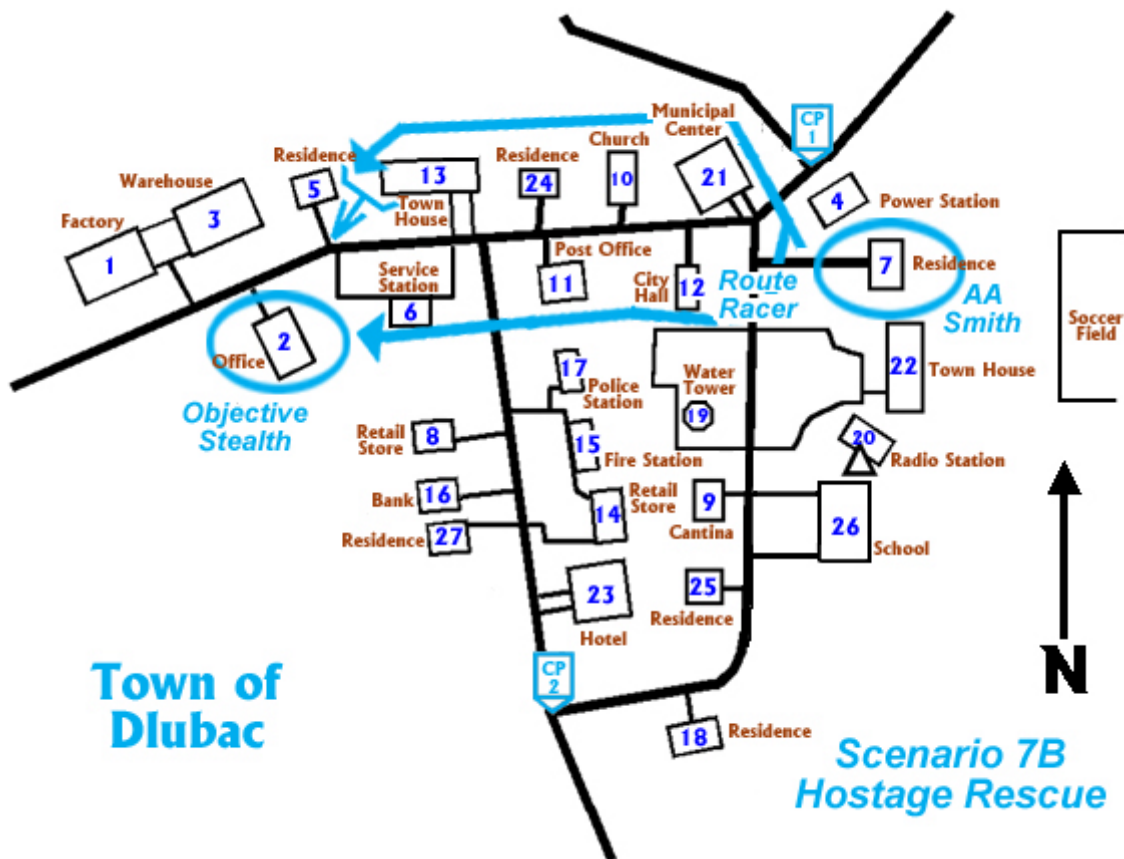 Municipal
Center
CP
1
Church
Residence
Residence
Warehouse
Factory
13
5
24
10
21
4
3
Town
House
Power Station
1
Post Office
7
Residence
Service
Station
11
City
Hall
12
Route
Racer
AA
Smith
Soccer
Field
6
2
Office
17
Water
Tower
22
Town House
Objective
Stealth
Police
Station
19
Retail
Store
8
15
20
Fire Station
Radio Station
Bank
16
Retail
Store
14
9
Cantina
26
School
Residence
27
23
25
Hotel
Residence
N
CP
2
Town of
Dlubac
18
Residence
Scenario 7B
Hostage Rescue